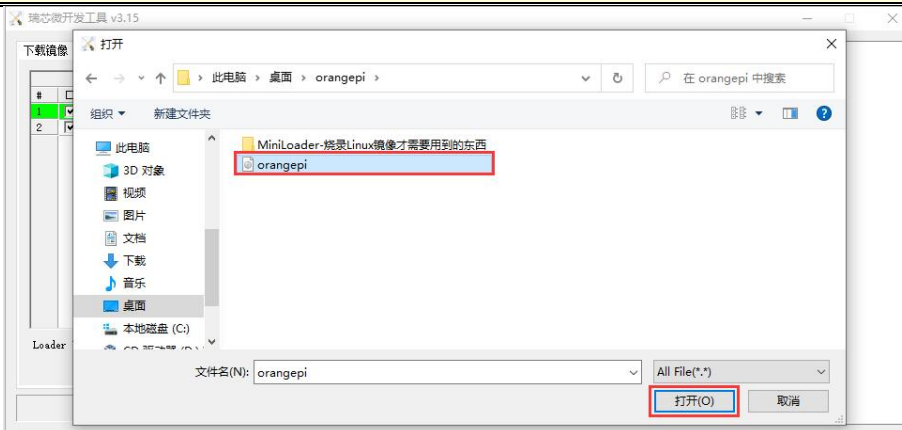 瑞芯微开发工具 v3.15
下载镜像
打开
此电脑 › 桌面 › orangepi ›
在 orangepi 中搜索
#
组织 新建文件夹
1
2
此电脑
MiniLoader-烧录Linux镜像才需要用到的东西
3D 对象
orangepi
视频
图片
文档
下载
音乐
桌面
本地磁盘 (C:)
Loader
文件名(N): orangepi All File(*.*)
打开(O) 取消